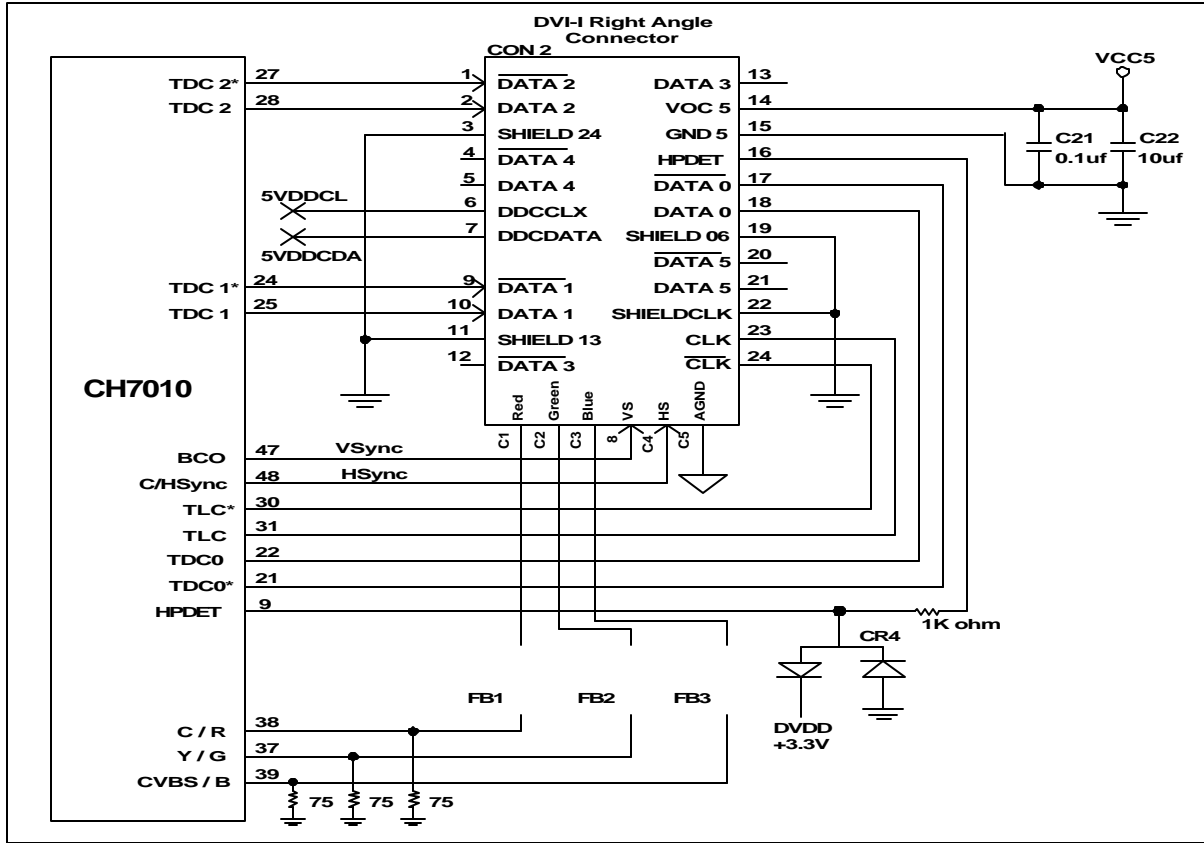 DVI-I Right Angle
Connector
CON 2
VCC5
TDC 2*
27
1
DATA 2
DATA 3
13
TDC 2
28
2
DATA 2
VOC 5
14
3
SHIELD 24
GND 5
15
C21
0.1uf
C22
10uf
4
DATA 4
HPDET
16
5
DATA 4
DATA 0
17
5VDDCL
6
DDCCLX
DATA 0
18
7
DDCDATA
SHIELD 06
19
5VDDCDA
DATA 5
20
TDC 1*
24
9
DATA 1
DATA 5
21
TDC 1
25
10
DATA 1
SHIELDCLK
22
11
SHIELD 13
CLK
23
12
DATA 3
CLK
24
CH7010
Red
Green
Blue
VS
HS
AGND
C1
C2
C3
8
C4
C5
BCO
47
VSync
C/HSync
48
HSync
TLC*
30
TLC
31
TDC0
22
TDC0*
21
HPDET
9
1K ohm
CR4
FB1
FB2
FB3
DVDD
+3.3V
C / R
38
Y / G
37
CVBS / B
39
75
75
75